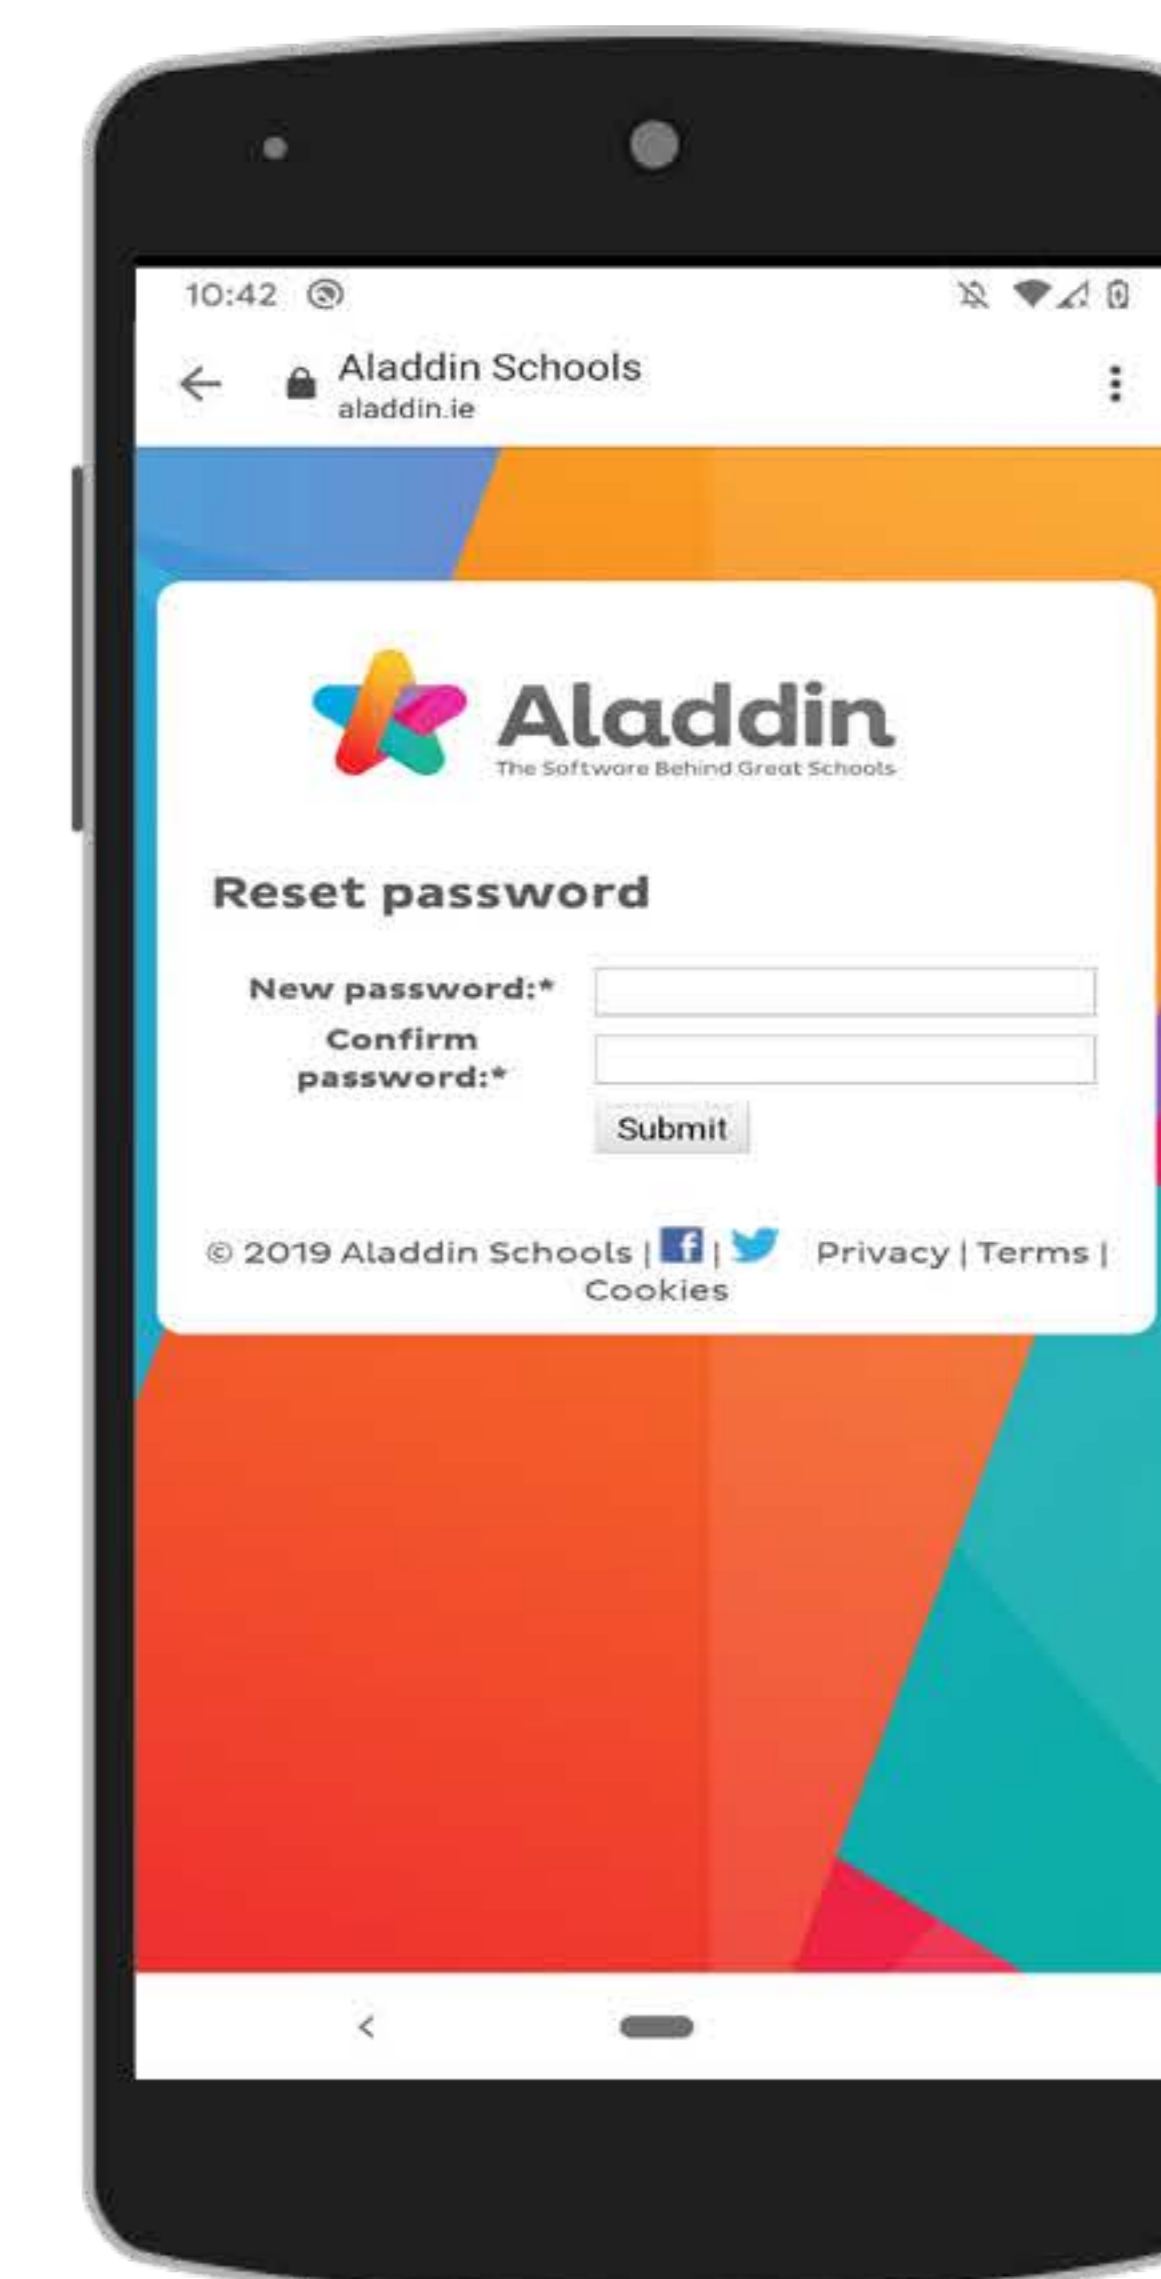 10:42
Aladdin Schools
aladdin.ie
Aladdin
The Software Behind Great Schools
Reset password
New password:*
Confirm
password:*
Submit
© 2019 Aladdin Schools | f | Privacy | Terms |
Cookies